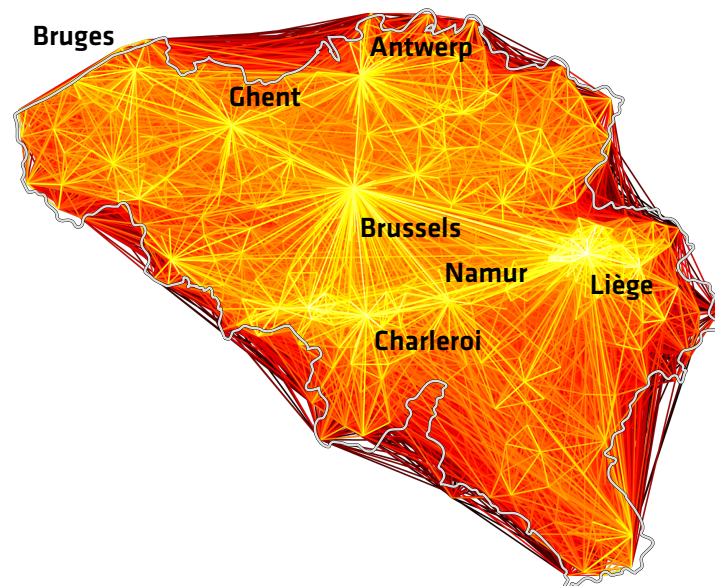 Bruges
Antwerp
Ghent
Brussels
Namur
Liège
Charleroi